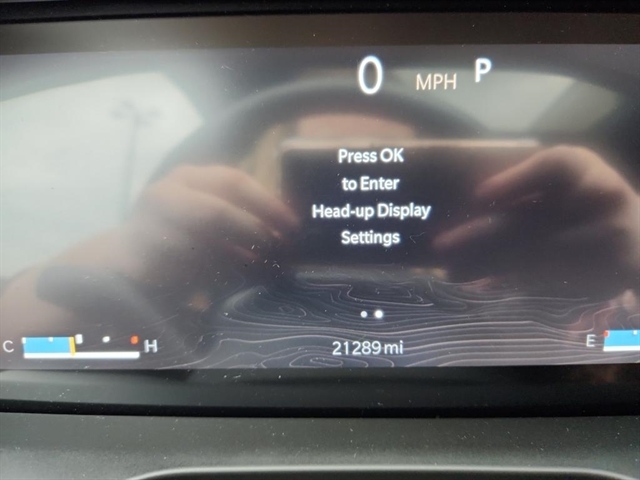 0 MPH P
Press OK
to Enter
Head-up Display
Settings
C H
21289 mi
E